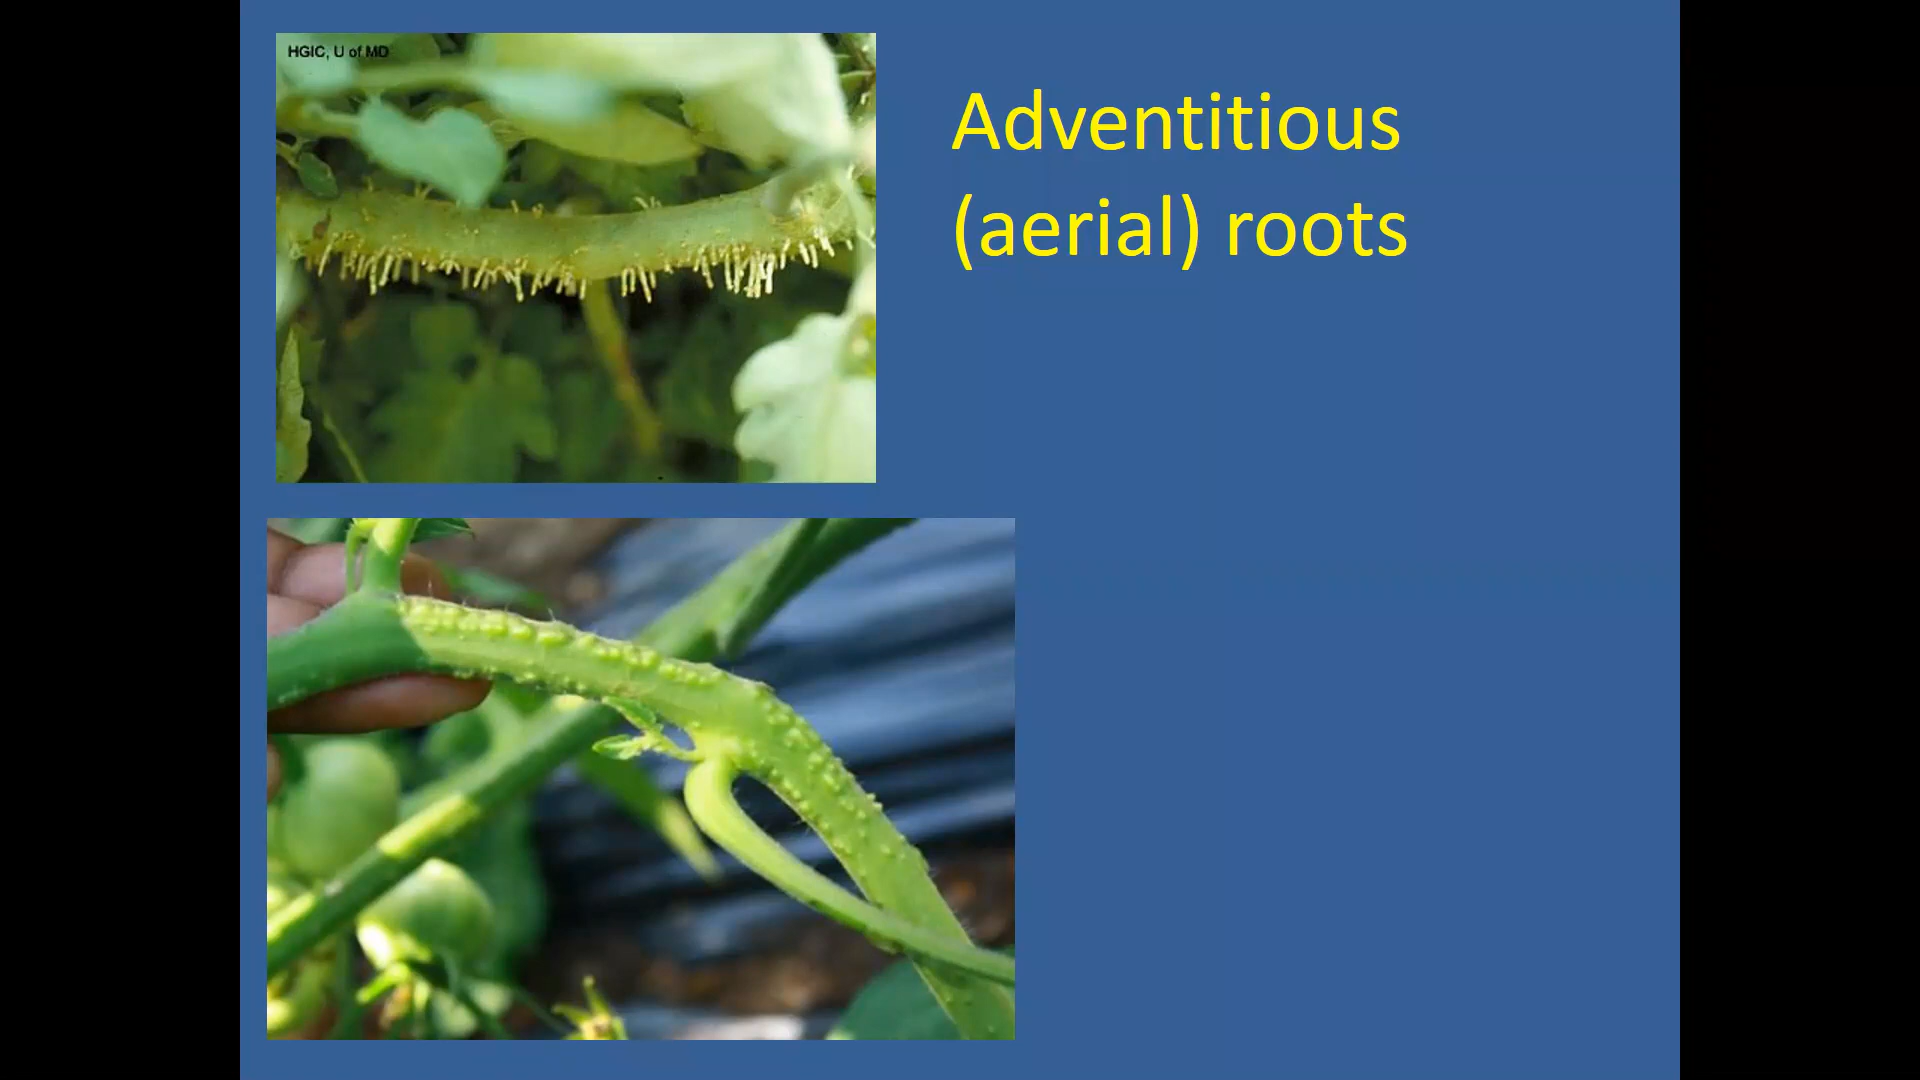 HGIC, U of MD
Adventitious
(aerial) roots